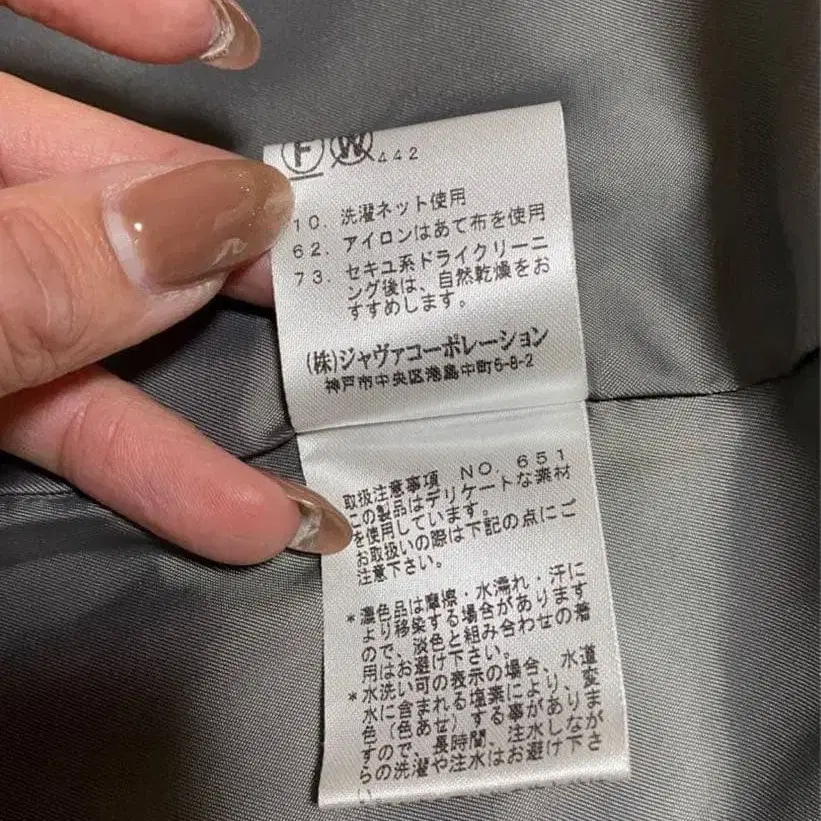 F W 442
10. 洗濯ネット使用
62. アイロンはあて布を使用
73. セキユ系ドライクリーニ
ング後は、自然乾燥をお
すすめします。
(株)ジャヴァコーポレーション
神戸市中央区港島中町6-8-2
取扱注意事項 NO. 651
この製品はデリケートな素材
を使用しています。
お取扱いの際は下記の点にご
注意下さい。
*濃色品は摩擦・水濡れ・汗に
より移染する場合があります
ので、淡色と組み合わせの着
用はお避け下さい。
*水洗い可の表示の場合、水道
水に含まれる塩素により、変
色(色あせ)する事がありま
すので、長時間、注水しなが
らの洗濯や注水はお避け下さ
い。